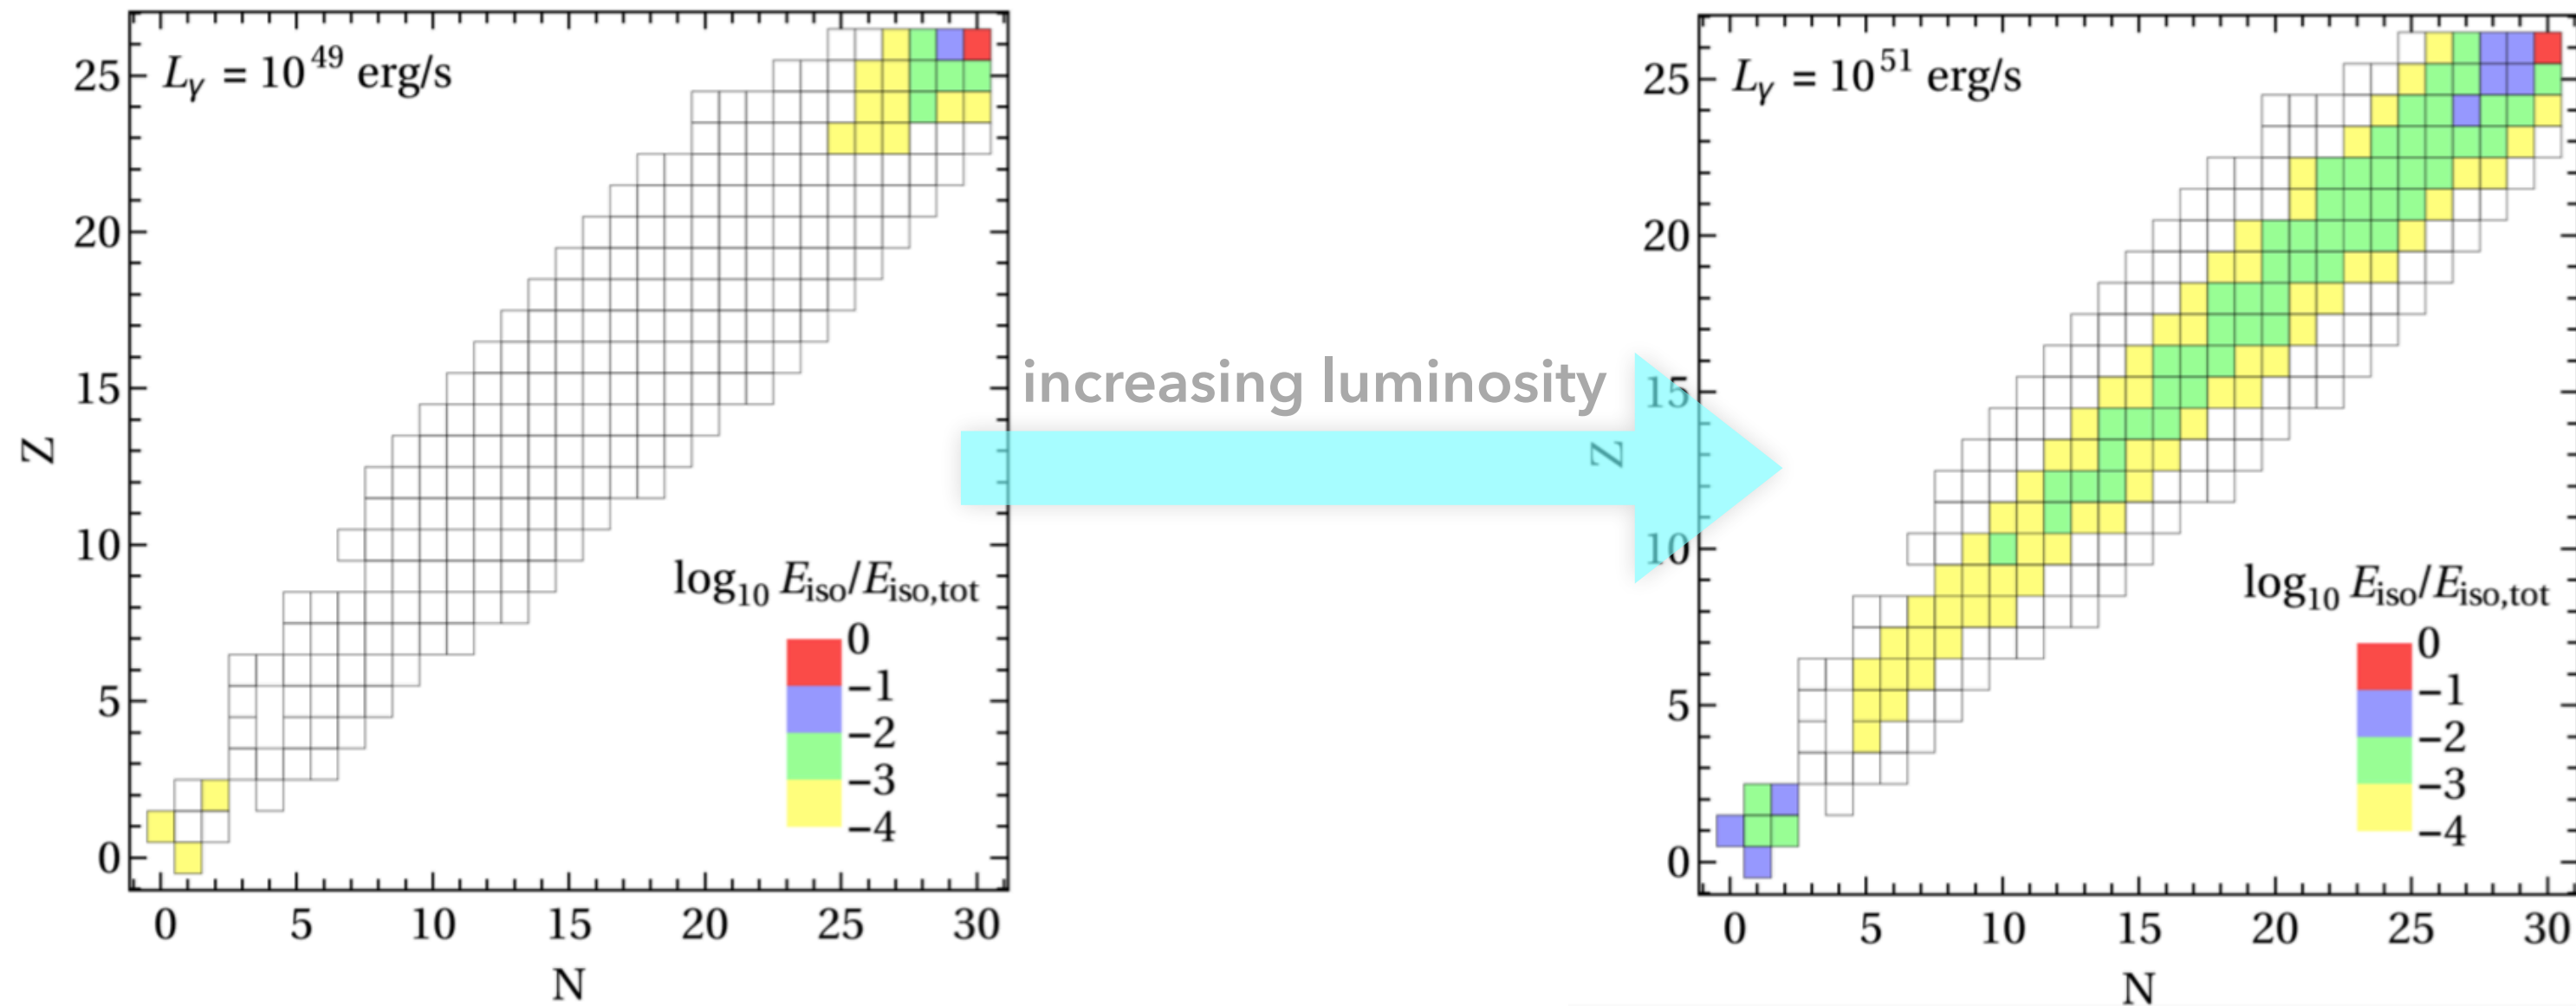 L_γ = 10^49 erg/s
25
20
15
10
5
0
Z
log_10 E_iso/E_iso,tot
0
−1
−2
−3
−4
0 5 10 15 20 25 30
N
increasing luminosity
L_γ = 10^51 erg/s
25
20
15
10
5
0
Z
log_10 E_iso/E_iso,tot
0
−1
−2
−3
−4
0 5 10 15 20 25 30
N